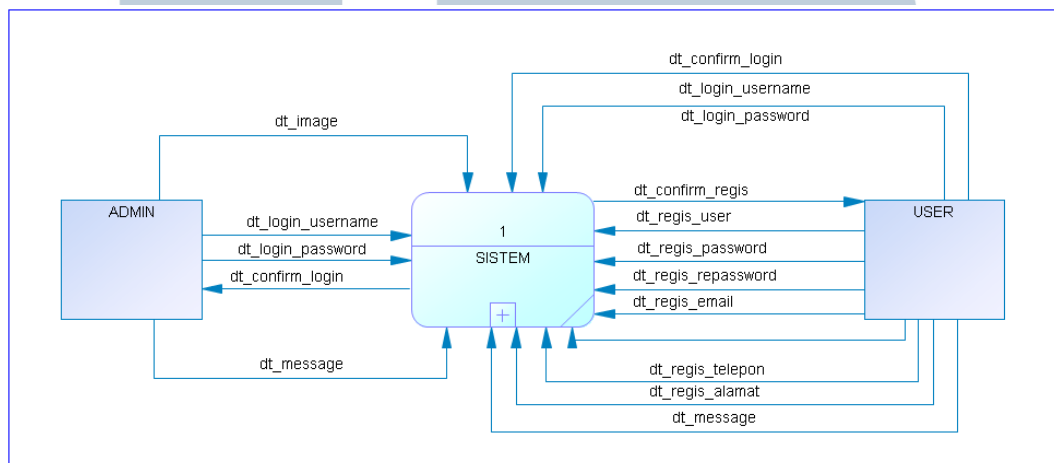 dt_confirm_login
dt_login_username
dt_login_password
dt_image
dt_confirm_regis
ADMIN
USER
dt_login_username
dt_regis_user
1
dt_login_password
dt_regis_password
SISTEM
dt_confirm_login
dt_regis_repassword
dt_regis_email
dt_message
dt_regis_telepon
dt_regis_alamat
dt_message